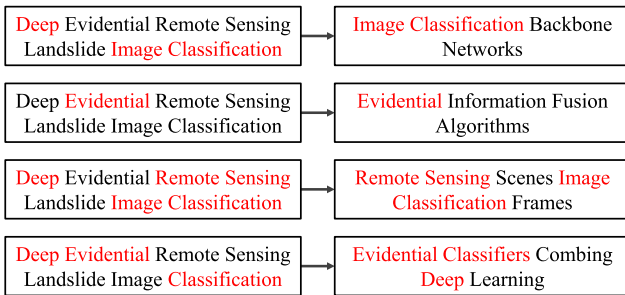 Deep Evidential Remote Sensing
Landslide Image Classification
Image Classification Backbone
Networks
Deep Evidential Remote Sensing
Landslide Image Classification
Evidential Information Fusion
Algorithms
Deep Evidential Remote Sensing
Landslide Image Classification
Remote Sensing Scenes Image
Classification Frames
Deep Evidential Remote Sensing
Landslide Image Classification
Evidential Classifiers Combing
Deep Learning